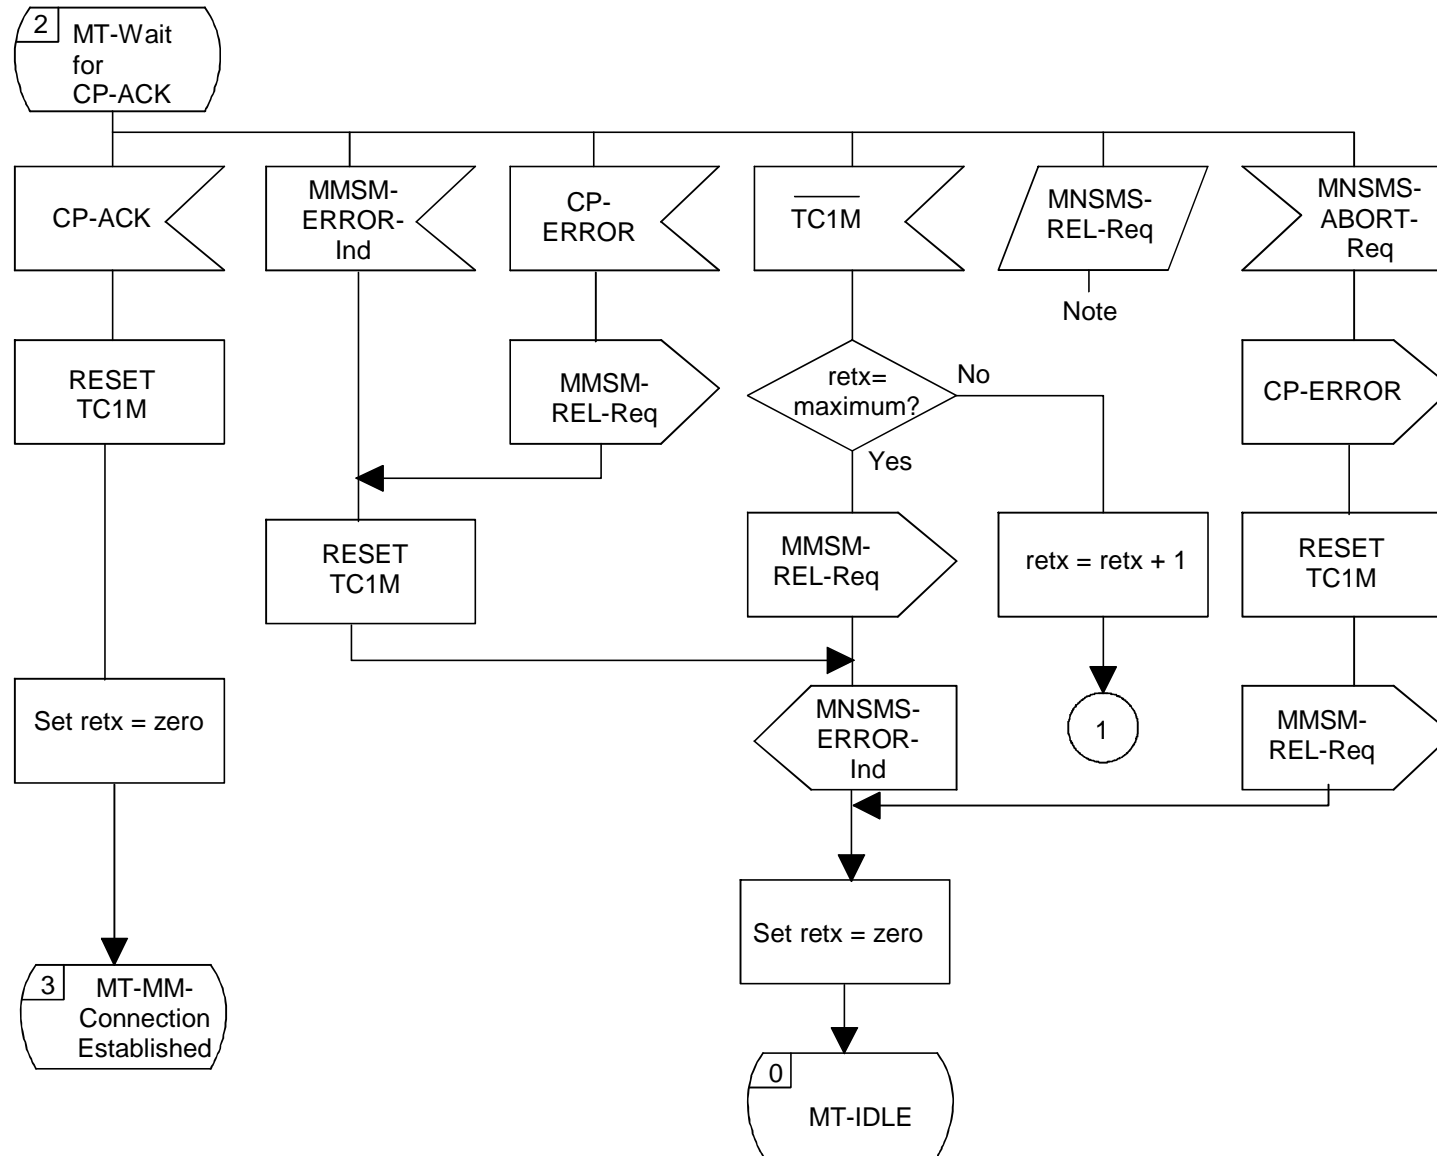 2
MT-Wait
for
CP-ACK
CP-ACK
MMSM-
ERROR-
Ind
CP-
ERROR
TC1M
MNSMS-
REL-Req
MNSMS-
ABORT-
Req
Note
RESET
TC1M
MMSM-
REL-Req
retx=
maximum?
No
Yes
CP-ERROR
RESET
TC1M
MMSM-
REL-Req
retx = retx + 1
RESET
TC1M
Set retx = zero
MNSMS-
ERROR-
Ind
1
MMSM-
REL-Req
Set retx = zero
3
MT-MM-
Connection
Established
0
MT-IDLE